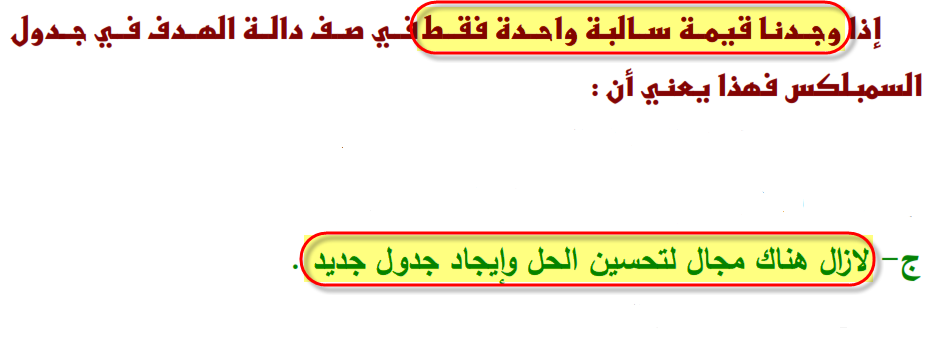 إذا وجدنا قيمة سالبة واحدة فقط في صف دالة الهدف في جدول
السمبلكس فهذا يعني أن :
ج- لازال هناك مجال لتحسين الحل وإيجاد جدول جديد .